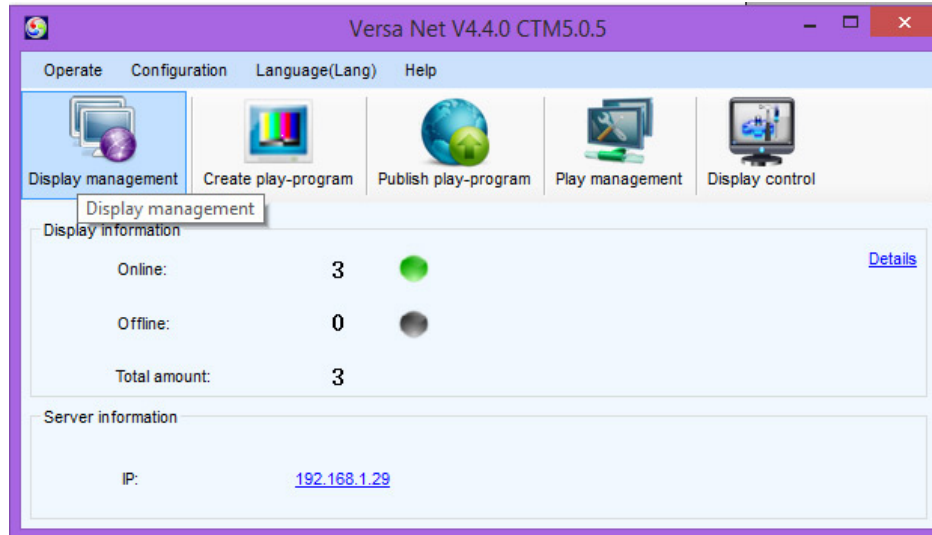 Versa Net V4.4.0 CTM5.0.5
Operate Configuration Language(Lang) Help
Display management Create play-program Publish play-program Play management Display control
Display management
Display information
Details
Online: 3
Offline: 0
Total amount: 3
Server information
IP: 192.168.1.29